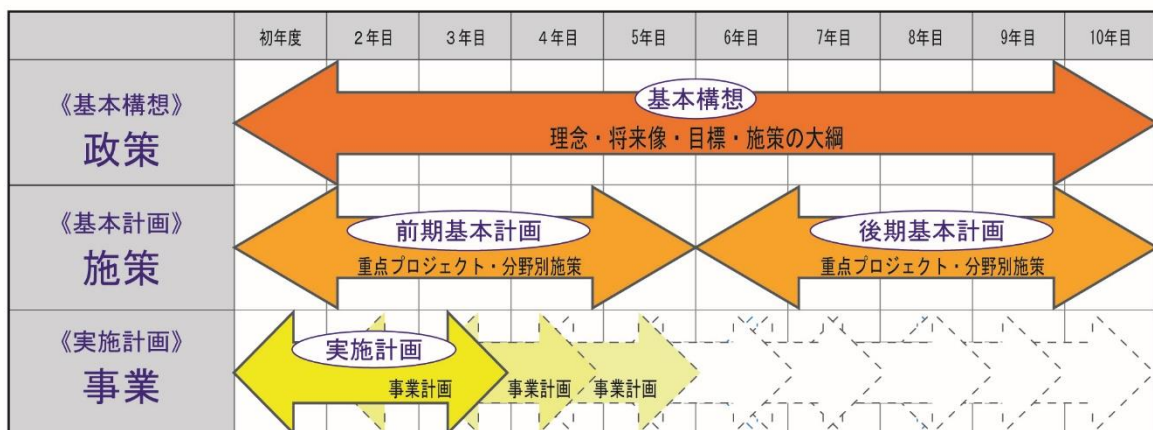 初年度 2年目 3年目 4年目 5年目 6年目 7年目 8年目 9年目 10年目
《基本構想》
政策
基本構想
理念・将来像・目標・施策の大綱
《基本計画》
施策
前期基本計画
重点プロジェクト・分野別施策
後期基本計画
重点プロジェクト・分野別施策
《実施計画》
事業
実施計画
事業計画 事業計画 事業計画